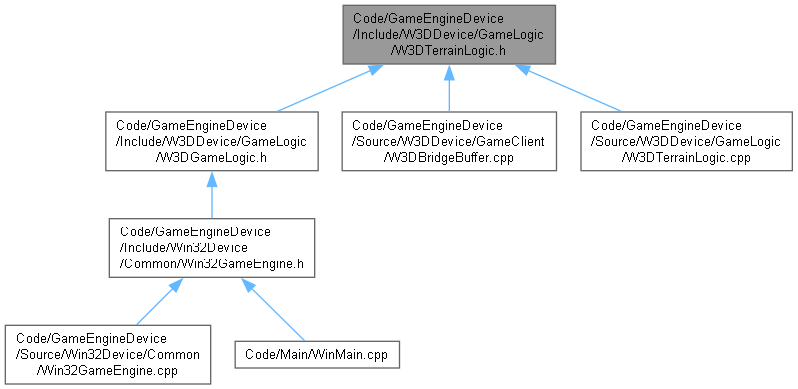 Code/GameEngineDevice
/Include/W3DDevice/GameLogic
/W3DTerrainLogic.h
Code/GameEngineDevice
/Include/W3DDevice/GameLogic
/W3DGameLogic.h
Code/GameEngineDevice
/Source/W3DDevice/GameClient
/W3DBridgeBuffer.cpp
Code/GameEngineDevice
/Source/W3DDevice/GameLogic
/W3DTerrainLogic.cpp
Code/GameEngineDevice
/Include/Win32Device
/Common/Win32GameEngine.h
Code/GameEngineDevice
/Source/Win32Device/Common
/Win32GameEngine.cpp
Code/Main/WinMain.cpp